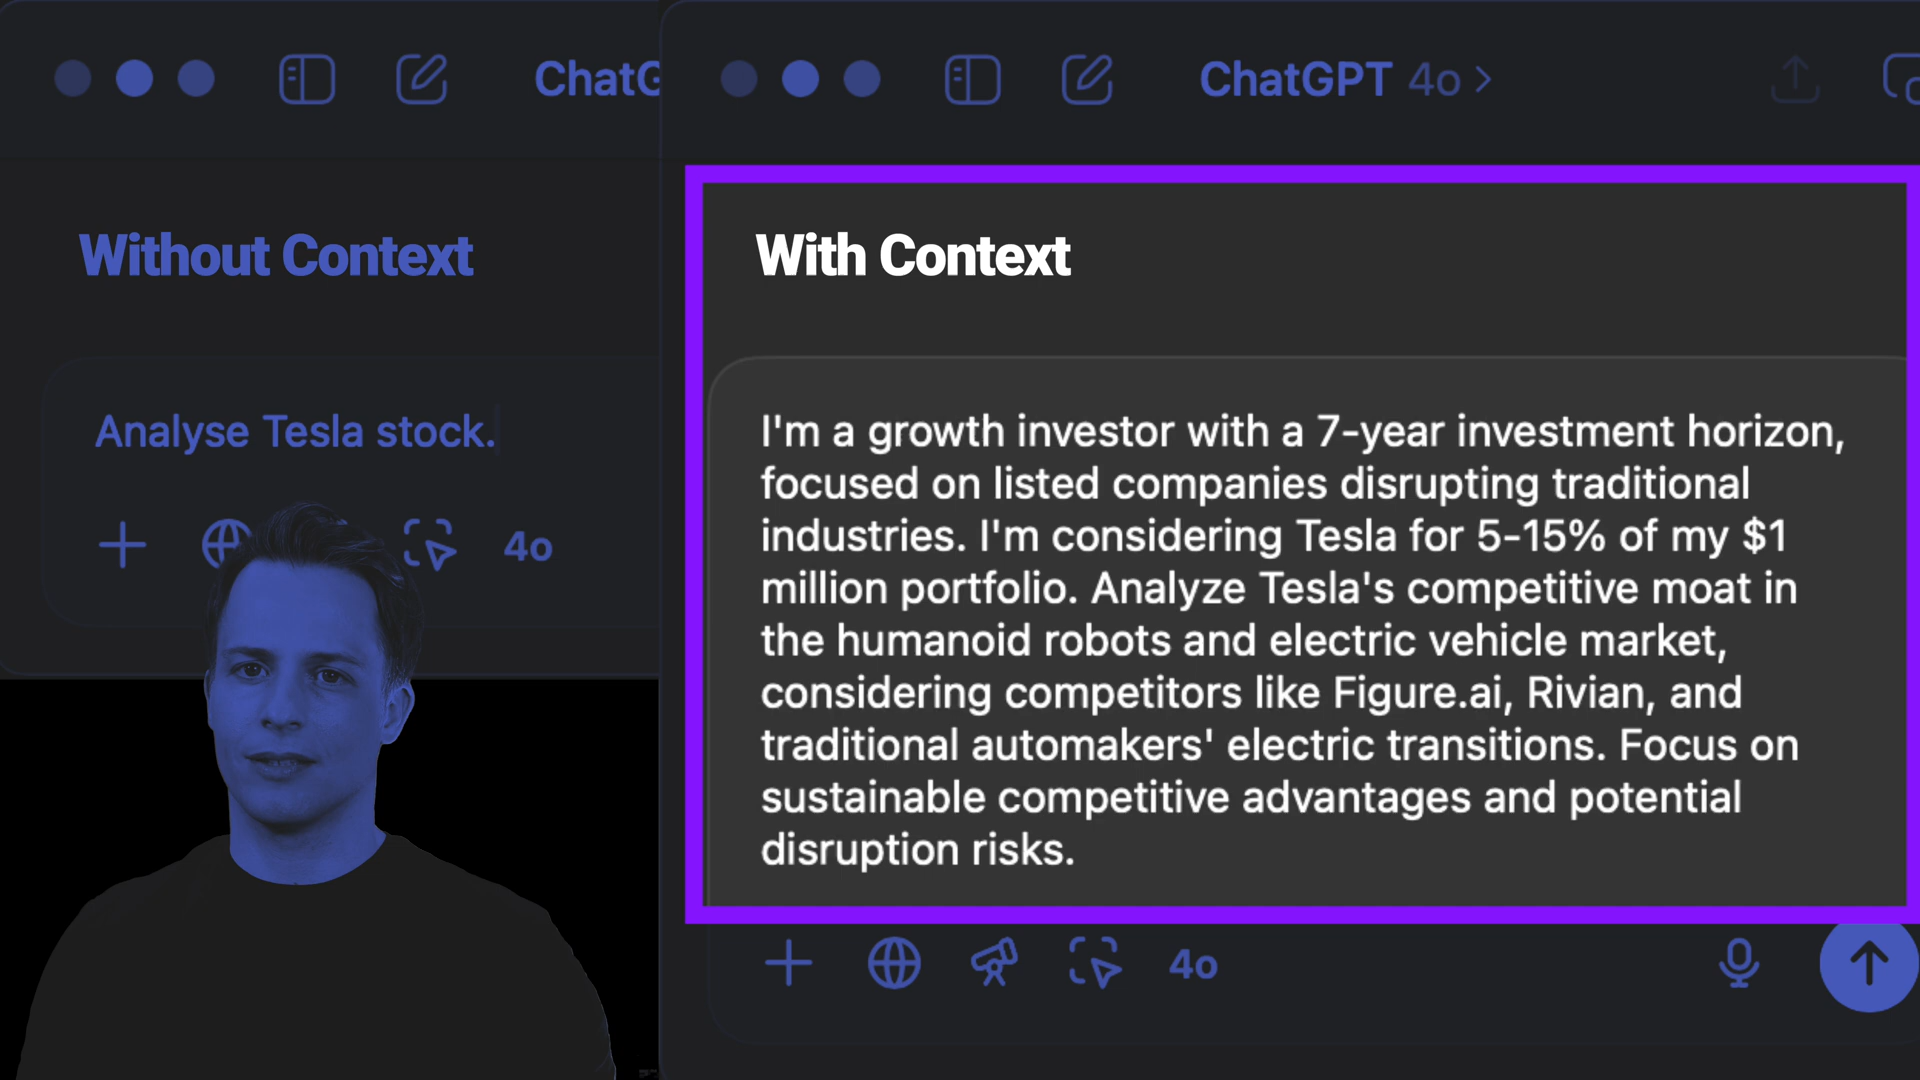 ChatG
Without Context
Analyse Tesla stock.
4o
ChatGPT 4o >
With Context
I'm a growth investor with a 7-year investment horizon,
focused on listed companies disrupting traditional
industries. I'm considering Tesla for 5-15% of my $1
million portfolio. Analyze Tesla's competitive moat in
the humanoid robots and electric vehicle market,
considering competitors like Figure.ai, Rivian, and
traditional automakers' electric transitions. Focus on
sustainable competitive advantages and potential
disruption risks.
4o